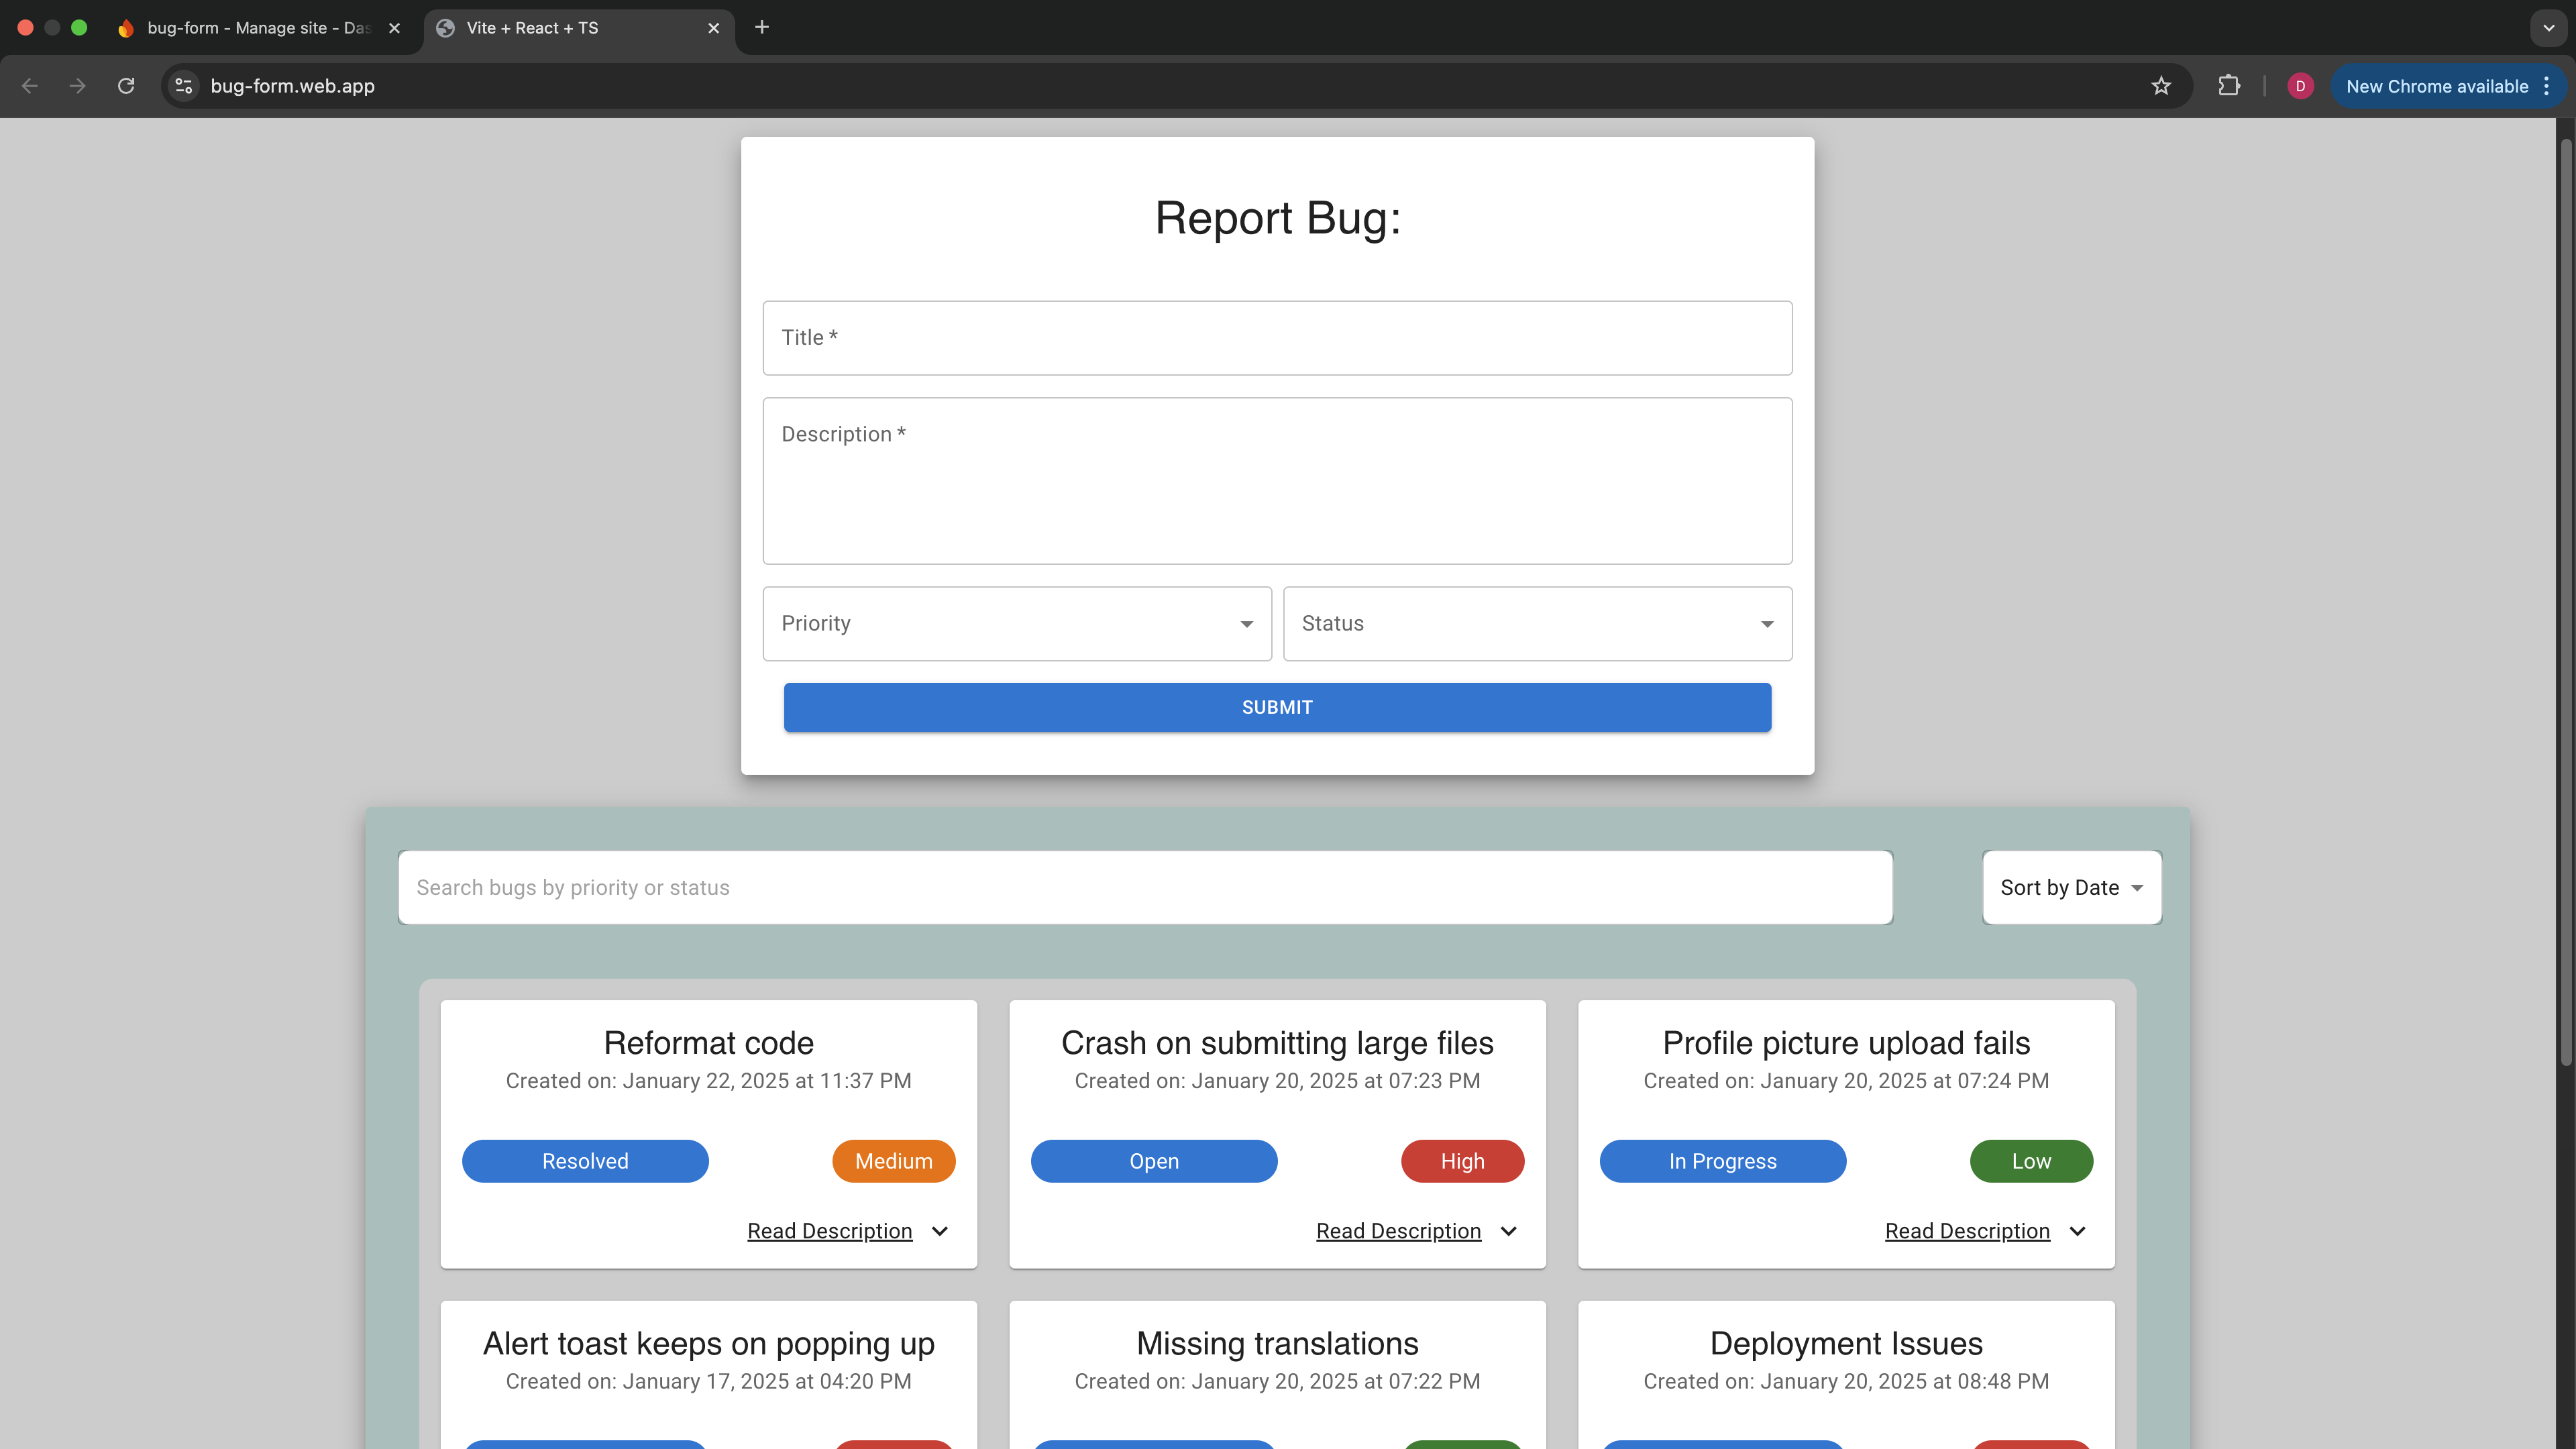 bug-form - Manage site - Das
Vite + React + TS
bug-form.web.app
D
New Chrome available
Report Bug:
Title *
Description *
Priority
Status
SUBMIT
Search bugs by priority or status
Sort by Date
Reformat code
Created on: January 22, 2025 at 11:37 PM
Resolved
Medium
Read Description
Crash on submitting large files
Created on: January 20, 2025 at 07:23 PM
Open
High
Read Description
Profile picture upload fails
Created on: January 20, 2025 at 07:24 PM
In Progress
Low
Read Description
Alert toast keeps on popping up
Created on: January 17, 2025 at 04:20 PM
Missing translations
Created on: January 20, 2025 at 07:22 PM
Deployment Issues
Created on: January 20, 2025 at 08:48 PM